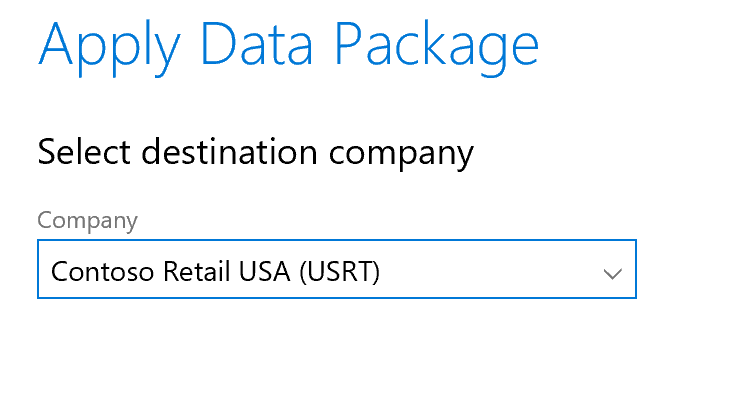 Apply Data Package
Select destination company
Company
Contoso Retail USA (USRT)